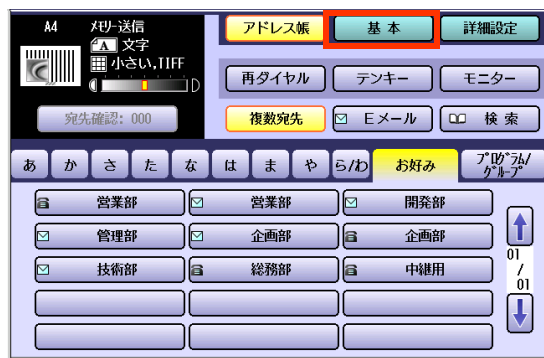 A4 ﾒﾓﾘｰ送信
A 文字
小さい,TIFF
D
宛先確認: 000
アドレス帳 基本 詳細設定
再ダイヤル テンキー モニター
複数宛先 Eメール 検索
あ か さ た な は ま や ら/わ お好み ﾌﾟﾛｸﾞﾗﾑ/
ｸﾞﾙｰﾌﾟ
営業部 営業部 開発部
管理部 企画部 企画部
技術部 総務部 中継用
01
/
01